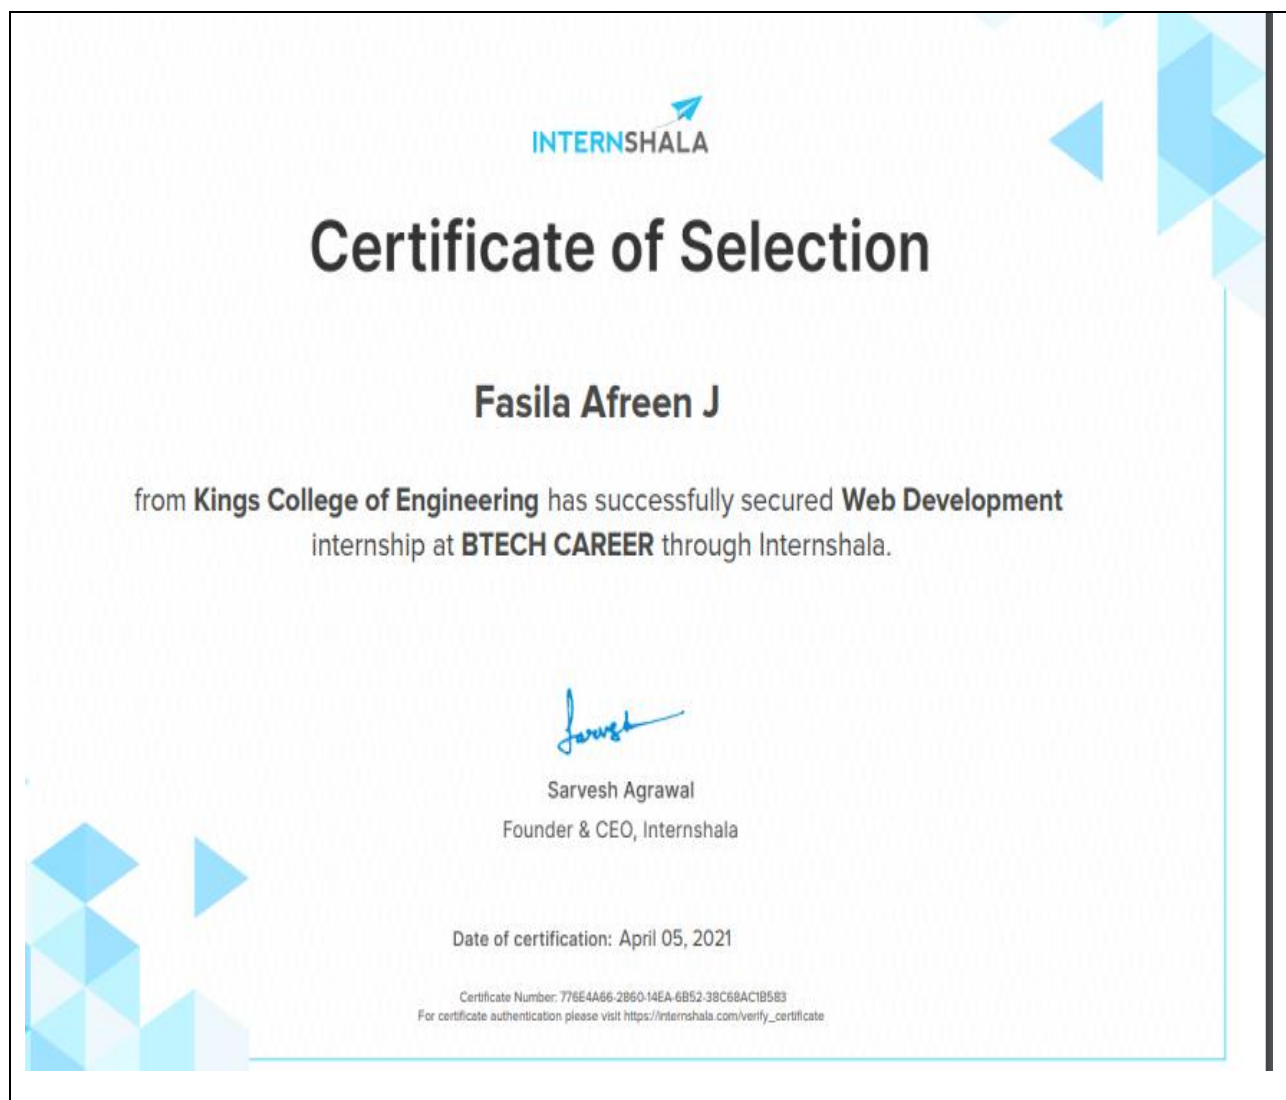 INTERNSHALA
Certificate of Selection
Fasila Afreen J
from Kings College of Engineering has successfully secured Web Development
internship at BTECH CAREER through Internshala.
Sarvesh
Sarvesh Agrawal
Founder & CEO, Internshala
Date of certification: April 05, 2021
Certificate Number: 776E4A66-2860-14EA-6B52-38C68AC1B583
For certificate authentication please visit https://internshala.com/verify_certificate